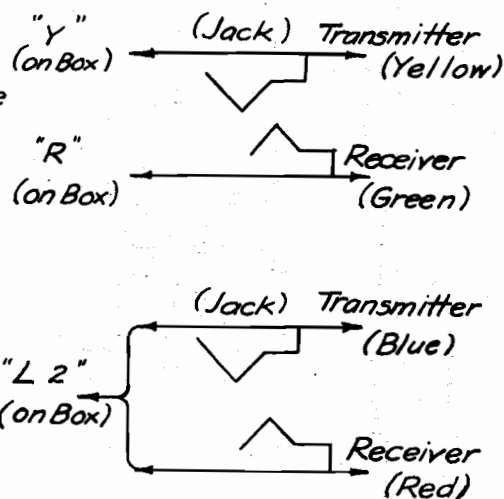 "Y"
(on Box)
(Jack)
Transmitter
(Yellow)
e
"R"
(on Box)
Receiver
(Green)
(Jack)
Transmitter
(Blue)
"L 2"
(on Box)
Receiver
(Red)